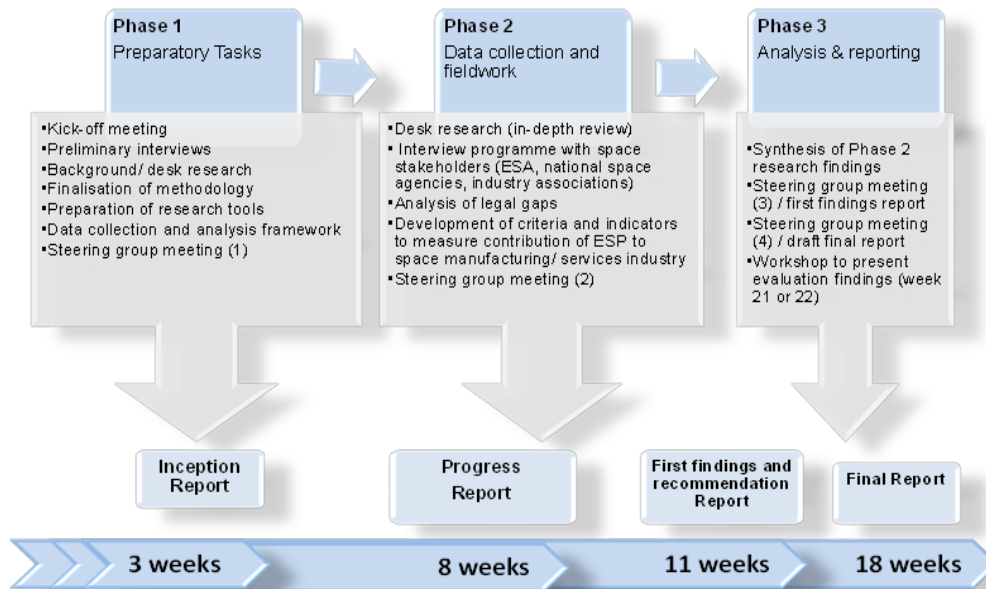 Phase 1
Preparatory Tasks
▪Kick-off meeting
▪Preliminary interviews
▪Background/ desk research
▪Finalisation of methodology
▪Preparation of research tools
▪Data collection and analysis framework
▪Steering group meeting (1)
Inception
Report
Phase 2
Data collection and
fieldwork
▪Desk research (in-depth review)
▪ Interview programme with space
stakeholders (ESA, national space
agencies, industry associations)
▪Analysis of legal gaps
▪Development of criteria and indicators
to measure contribution of ESP to
space manufacturing/ services industry
▪Steering group meeting (2)
Progress
Report
Phase 3
Analysis & reporting
▪Synthesis of Phase 2
research findings
▪Steering group meeting
(3) / first findings report
▪Steering group meeting
(4) / draft final report
▪Workshop to present
evaluation findings (week
21 or 22)
First findings and
recommendation
Report
Final Report
3 weeks
8 weeks
11 weeks
18 weeks